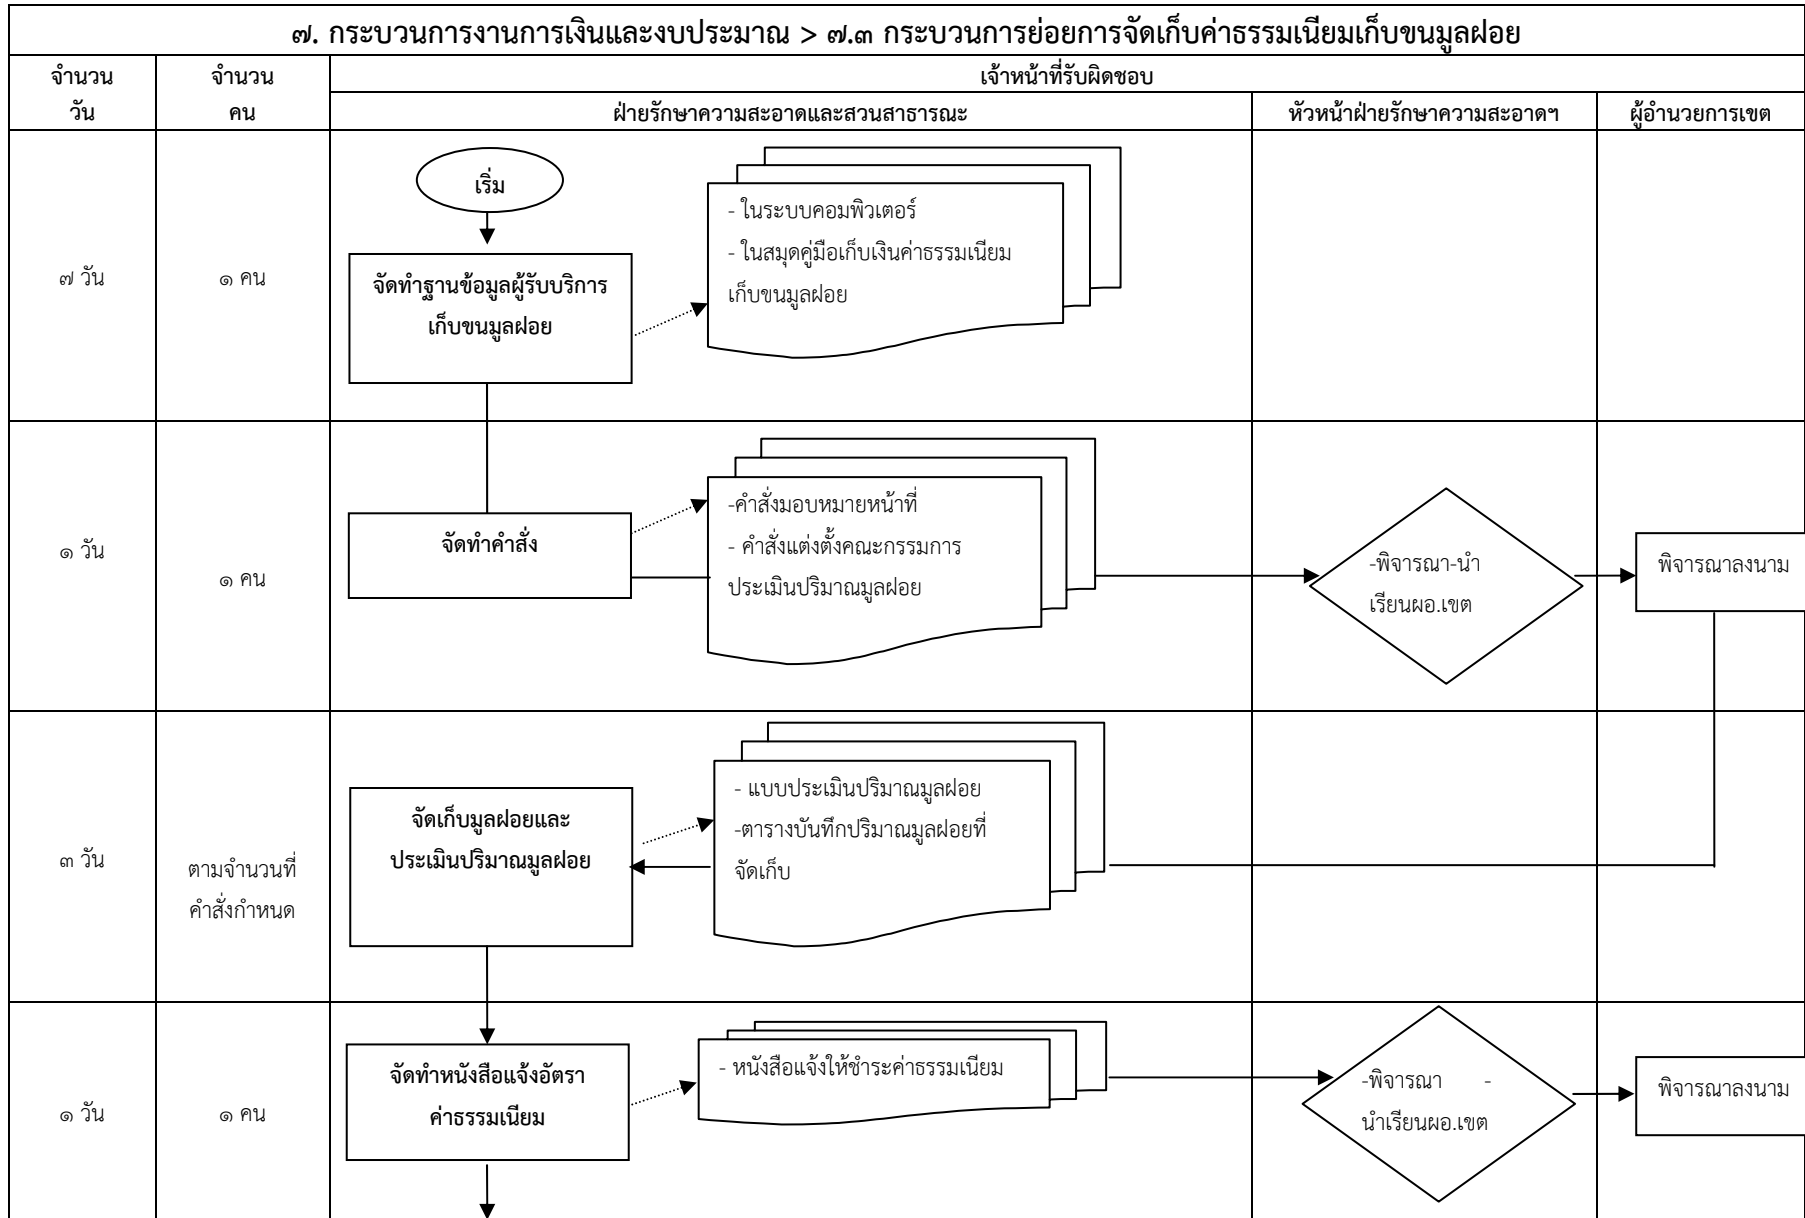 ๗. กระบวนการงานการเงินและงบประมาณ > ๗.๓ กระบวนการย่อยการจัดเก็บค่าธรรมเนียมเก็บขนมูลฝอย
จำนวน
วัน
จำนวน
คน
เจ้าหน้าที่รับผิดชอบ
ฝ่ายรักษาความสะอาดและสวนสาธารณะ
หัวหน้าฝ่ายรักษาความสะอาดฯ
ผู้อำนวยการเขต
๗ วัน
๑ คน
เริ่ม
จัดทำฐานข้อมูลผู้รับบริการ
เก็บขนมูลฝอย
- ในระบบคอมพิวเตอร์
- ในสมุดคู่มือเก็บเงินค่าธรรมเนียม
เก็บขนมูลฝอย
๑ วัน
๑ คน
จัดทำคำสั่ง
-คำสั่งมอบหมายหน้าที่
- คำสั่งแต่งตั้งคณะกรรมการ
ประเมินปริมาณมูลฝอย
-พิจารณา-นำ
เรียนผอ.เขต
พิจารณาลงนาม
๓ วัน
ตามจำนวนที่
คำสั่งกำหนด
จัดเก็บมูลฝอยและ
ประเมินปริมาณมูลฝอย
- แบบประเมินปริมาณมูลฝอย
-ตารางบันทึกปริมาณมูลฝอยที่
จัดเก็บ
๑ วัน
๑ คน
จัดทำหนังสือแจ้งอัตรา
ค่าธรรมเนียม
- หนังสือแจ้งให้ชำระค่าธรรมเนียม
-พิจารณา -
นำเรียนผอ.เขต
พิจารณาลงนาม